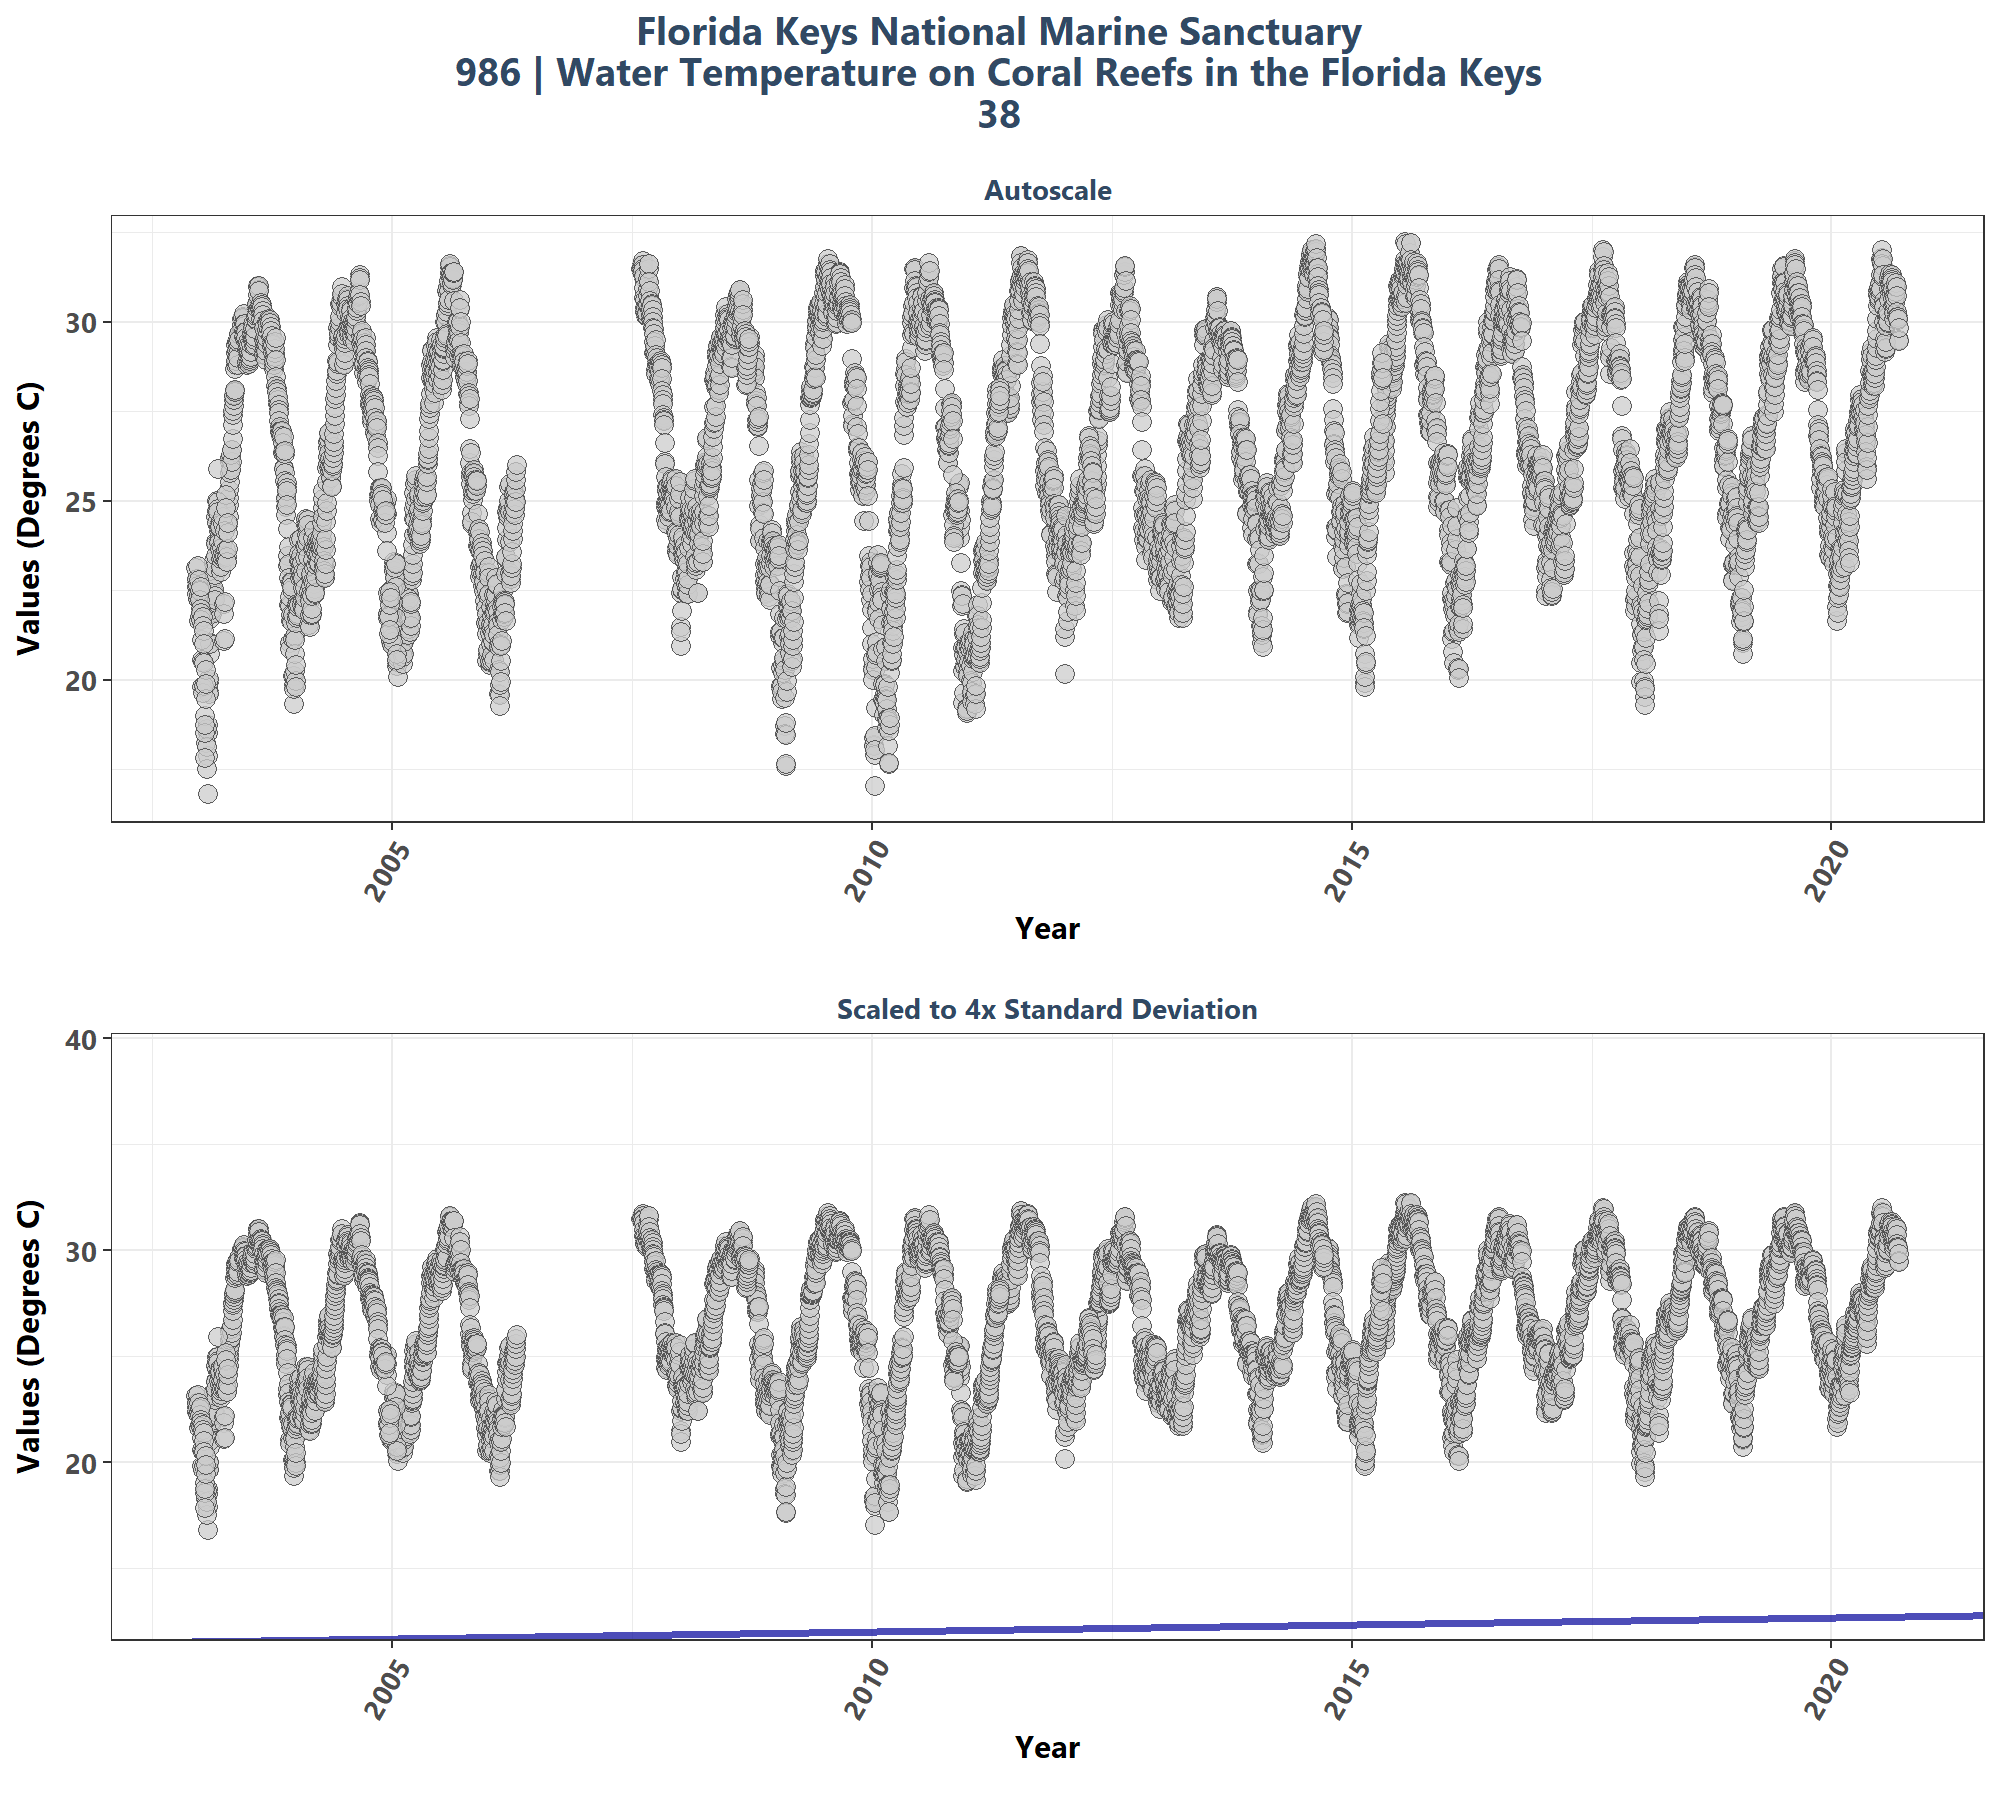 Florida Keys National Marine Sanctuary
986 | Water Temperature on Coral Reefs in the Florida Keys
38
Autoscale
Values (Degrees C)
30
25
20
2005
2010
2015
2020
Year
Scaled to 4x Standard Deviation
Values (Degrees C)
40
30
20
2005
2010
2015
2020
Year